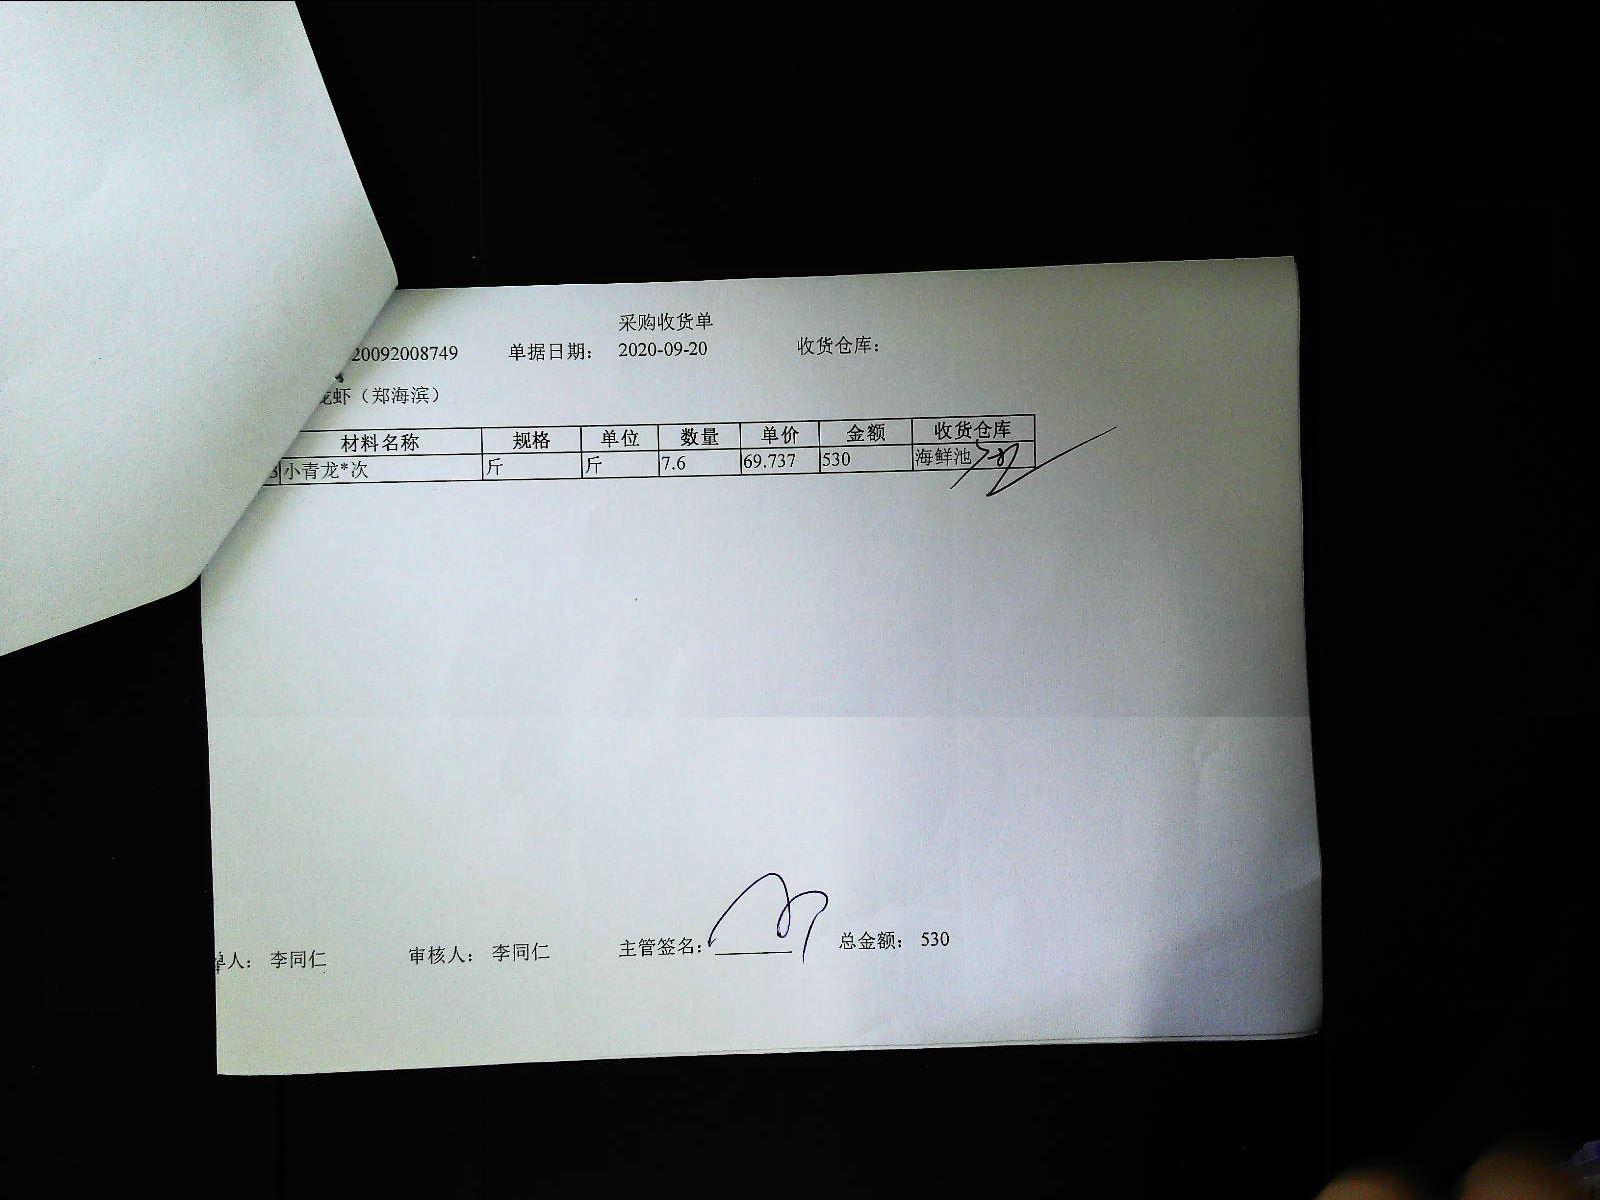 采购收货单
20092008749 单据日期： 2020-09-20 收货仓库：
龙虾（郑海滨）
材料名称 规格 单位 数量 单价 金额 收货仓库
3 小青龙*次 斤 斤 7.6 69.737 530 海鲜池
单人： 李同仁 审核人： 李同仁 主管签名： 总金额： 530